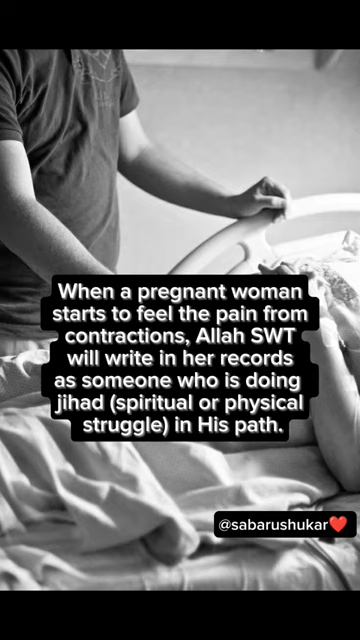 When a pregnant woman
starts to feel the pain from
contractions, Allah SWT
will write in her records
as someone who is doing
jihad (spiritual or physical
struggle) in His path.
@sabarushukar❤️